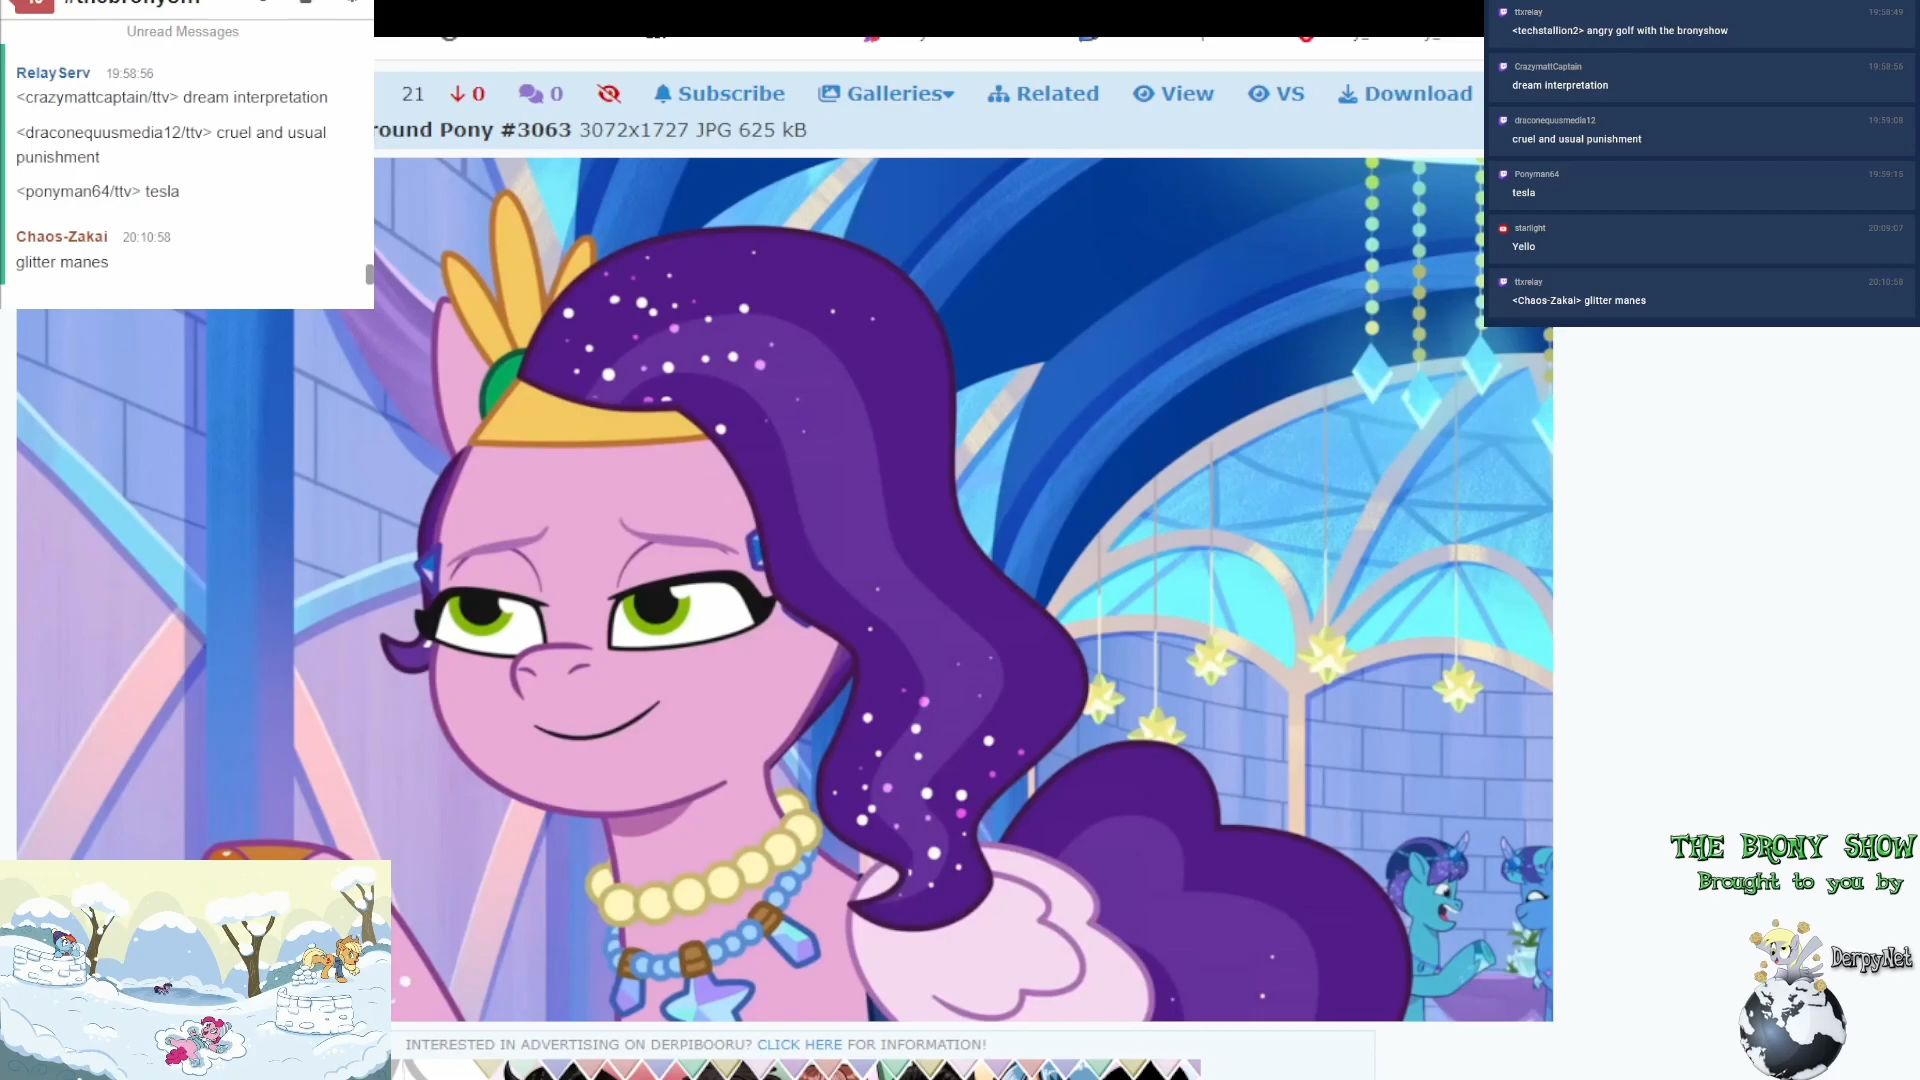 Unread Messages
RelayServ 19:58:56
<crazymattcaptain/ttv> dream interpretation
<draconequusmedia12/ttv> cruel and usual
punishment
<ponyman64/ttv> tesla
Chaos-Zakai 20:10:58
glitter manes
21 0 0 Subscribe Galleries Related View VS Download
round Pony #3063 3072x1727 JPG 625 kB
ttxrelay 19:58:49
<techstallion2> angry golf with the bronyshow
CrazymattCaptain 19:58:56
dream interpretation
draconequusmedia12 19:59:08
cruel and usual punishment
Ponyman64 19:59:15
tesla
starlight 20:09:07
Yello
ttxrelay 20:10:58
<Chaos-Zakai> glitter manes
THE BRONY SHOW
Brought to you by
DerpyNet
INTERESTED IN ADVERTISING ON DERPIBOORU? CLICK HERE FOR INFORMATION!